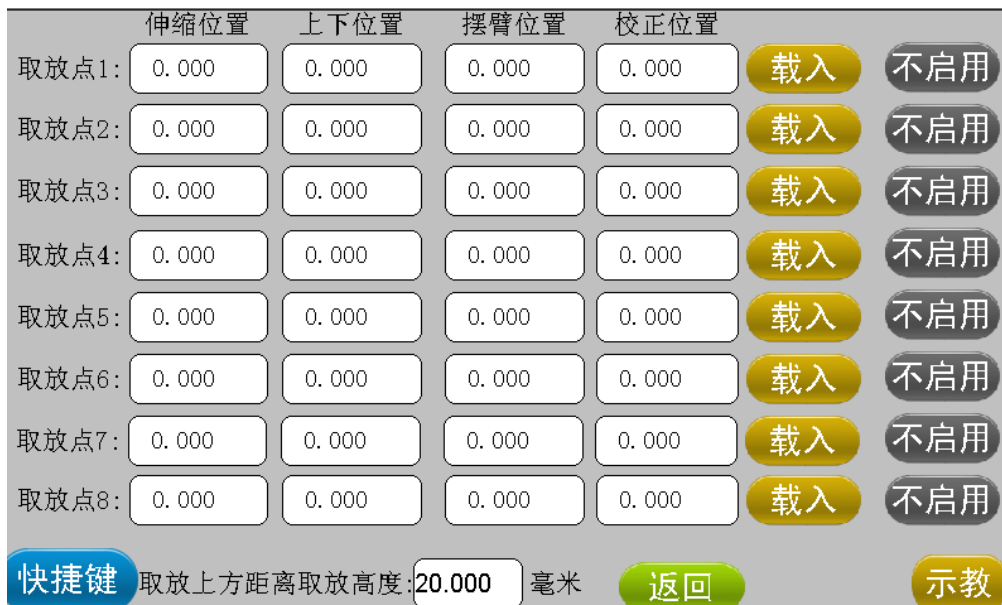 伸缩位置 上下位置 摆臂位置 校正位置
取放点1: 0.000 0.000 0.000 0.000 载入 不启用
取放点2: 0.000 0.000 0.000 0.000 载入 不启用
取放点3: 0.000 0.000 0.000 0.000 载入 不启用
取放点4: 0.000 0.000 0.000 0.000 载入 不启用
取放点5: 0.000 0.000 0.000 0.000 载入 不启用
取放点6: 0.000 0.000 0.000 0.000 载入 不启用
取放点7: 0.000 0.000 0.000 0.000 载入 不启用
取放点8: 0.000 0.000 0.000 0.000 载入 不启用
快捷键 取放上方距离取放高度:20.000 毫米 返回 示教